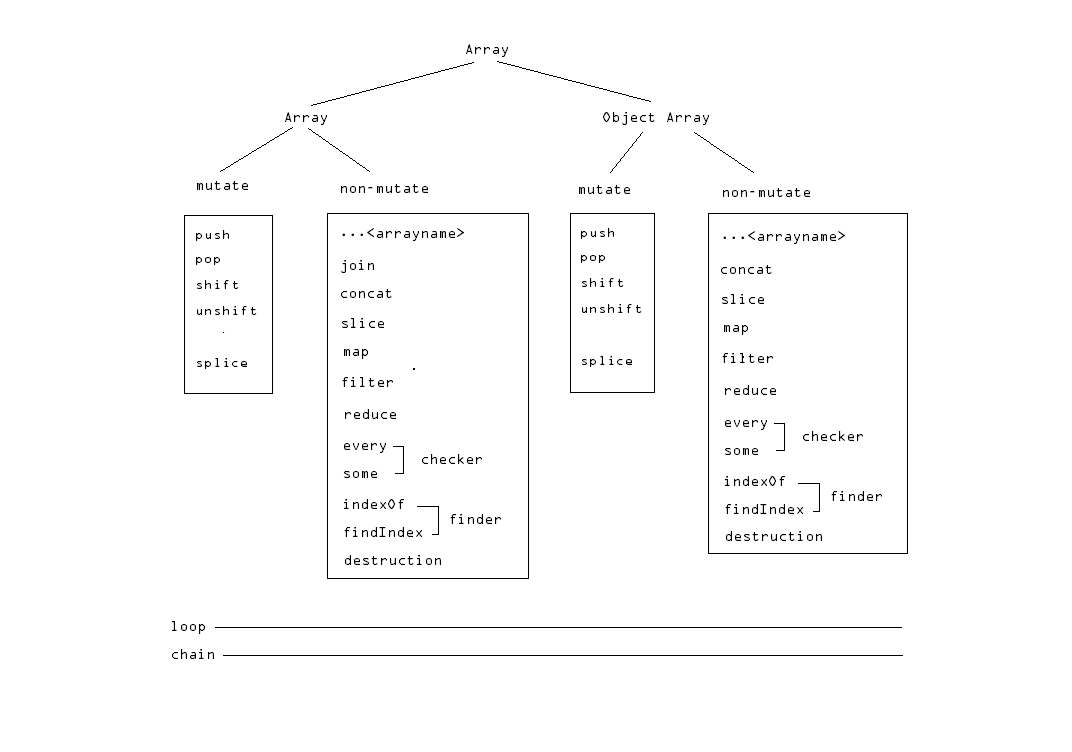 Array
Array
Object Array
mutate
non-mutate
mutate
non-mutate
push
pop
shift
unshift
splice
...<arrayname>
join
concat
slice
map
filter
reduce
every
some
checker
indexOf
findIndex
finder
destruction
push
pop
shift
unshift
splice
...<arrayname>
concat
slice
map
filter
reduce
every
some
checker
indexOf
findIndex
finder
destruction
loop
chain